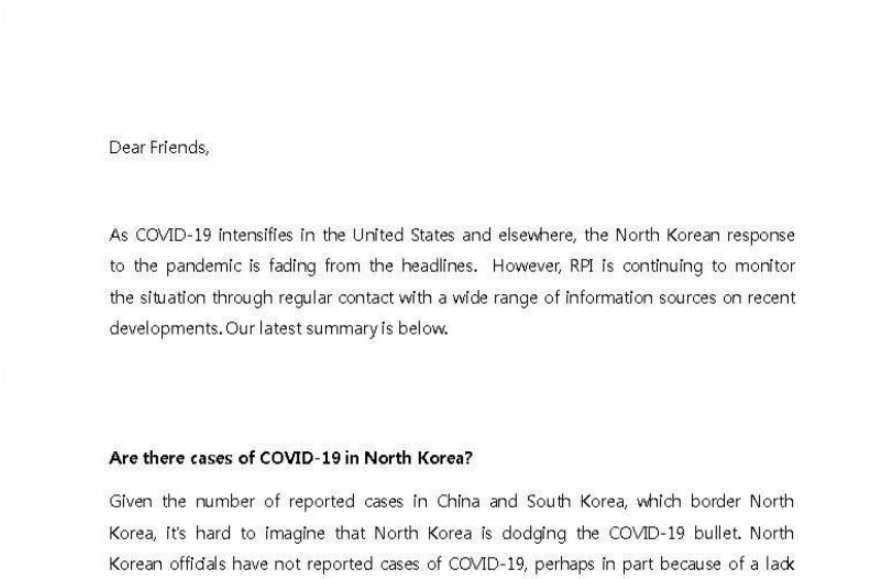 Dear Friends,
As COVID-19 intensifies in the United States and elsewhere, the North Korean response
to the pandemic is fading from the headlines. However, RPI is continuing to monitor
the situation through regular contact with a wide range of information sources on recent
developments. Our latest summary is below.
Are there cases of COVID-19 in North Korea?
Given the number of reported cases in China and South Korea, which border North
Korea, it's hard to imagine that North Korea is dodging the COVID-19 bullet. North
Korean officials have not reported cases of COVID-19, perhaps in part because of a lack